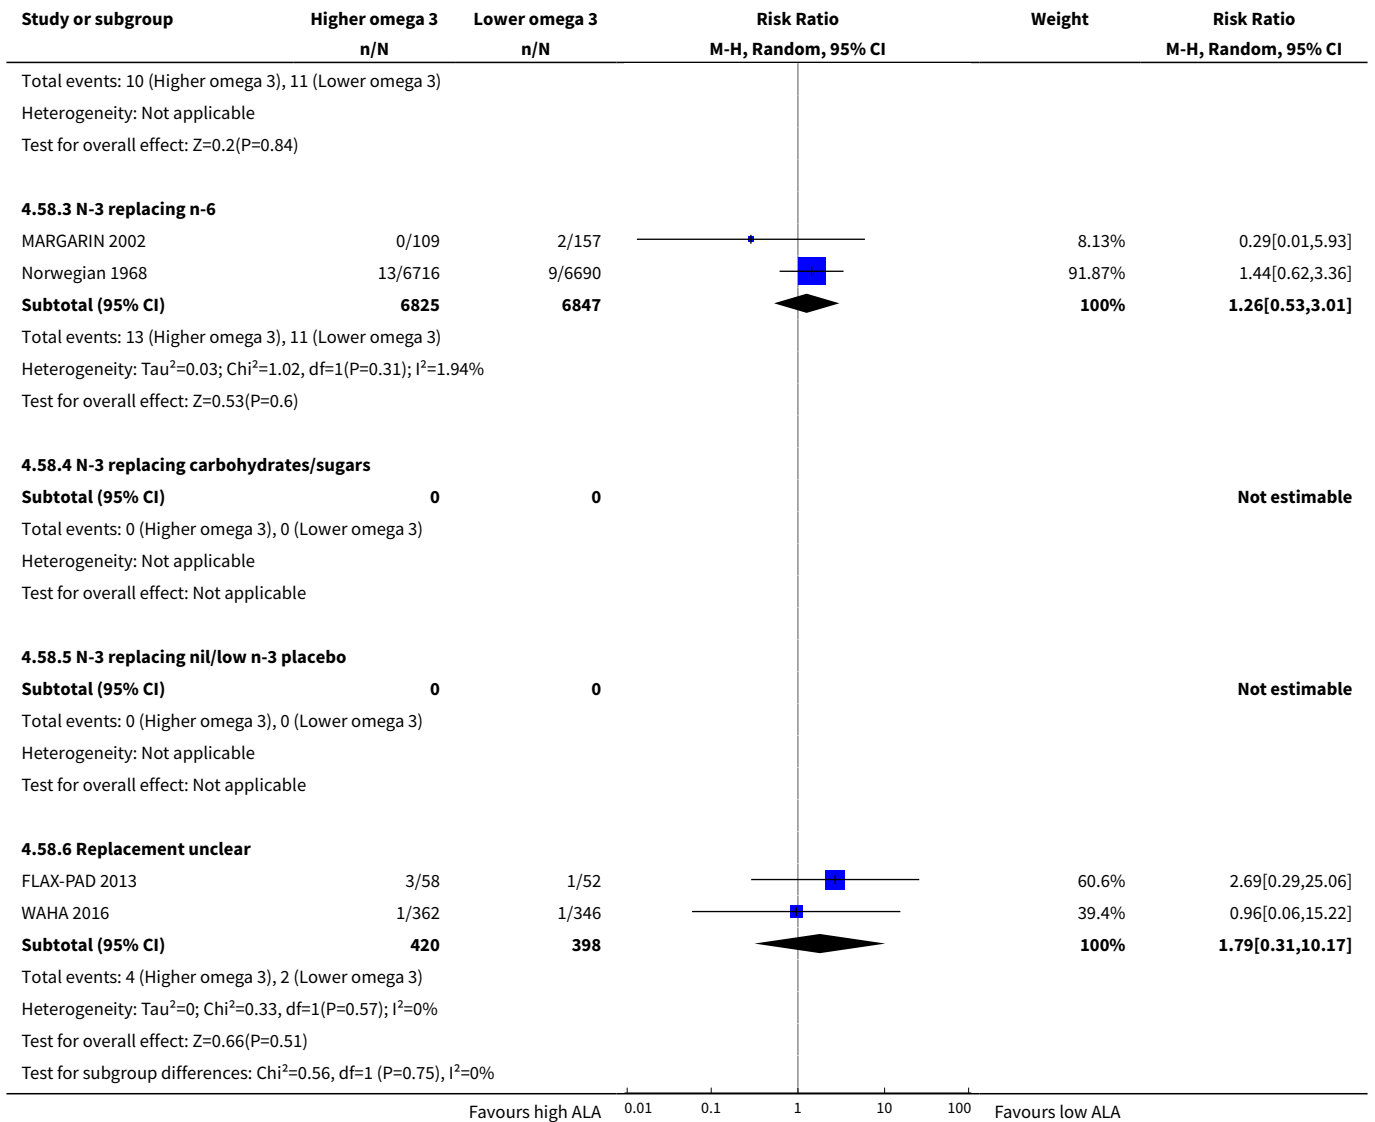 Study or subgroup Higher omega 3 Lower omega 3 Risk Ratio Weight Risk Ratio
n/N n/N M-H, Random, 95% CI M-H, Random, 95% CI
Total events: 10 (Higher omega 3), 11 (Lower omega 3)
Heterogeneity: Not applicable
Test for overall effect: Z=0.2(P=0.84)
4.58.3 N-3 replacing n-6
MARGARIN 2002 0/109 2/157 8.13% 0.29[0.01,5.93]
Norwegian 1968 13/6716 9/6690 91.87% 1.44[0.62,3.36]
Subtotal (95% CI) 6825 6847 100% 1.26[0.53,3.01]
Total events: 13 (Higher omega 3), 11 (Lower omega 3)
Heterogeneity: Tau²=0.03; Chi²=1.02, df=1(P=0.31); I²=1.94%
Test for overall effect: Z=0.53(P=0.6)
4.58.4 N-3 replacing carbohydrates/sugars
Subtotal (95% CI) 0 0 Not estimable
Total events: 0 (Higher omega 3), 0 (Lower omega 3)
Heterogeneity: Not applicable
Test for overall effect: Not applicable
4.58.5 N-3 replacing nil/low n-3 placebo
Subtotal (95% CI) 0 0 Not estimable
Total events: 0 (Higher omega 3), 0 (Lower omega 3)
Heterogeneity: Not applicable
Test for overall effect: Not applicable
4.58.6 Replacement unclear
FLAX-PAD 2013 3/58 1/52 60.6% 2.69[0.29,25.06]
WAHA 2016 1/362 1/346 39.4% 0.96[0.06,15.22]
Subtotal (95% CI) 420 398 100% 1.79[0.31,10.17]
Total events: 4 (Higher omega 3), 2 (Lower omega 3)
Heterogeneity: Tau²=0; Chi²=0.33, df=1(P=0.57); I²=0%
Test for overall effect: Z=0.66(P=0.51)
Test for subgroup differences: Chi²=0.56, df=1 (P=0.75), I²=0%
Favours high ALA 0.01 0.1 1 10 100 Favours low ALA